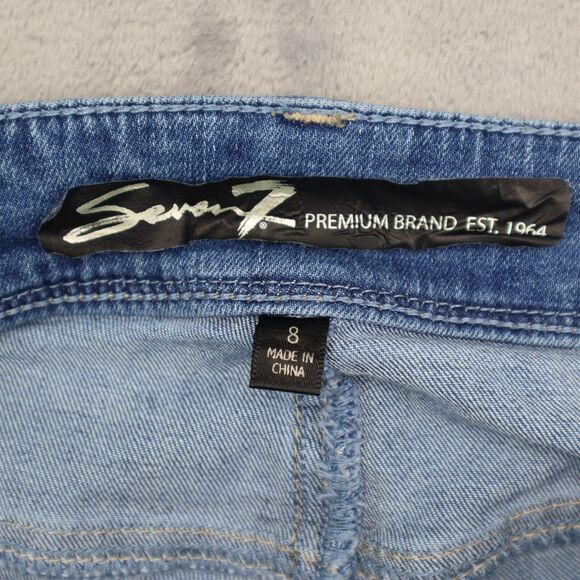 Seven7® PREMIUM BRAND EST. 1964
8
MADE IN
CHINA